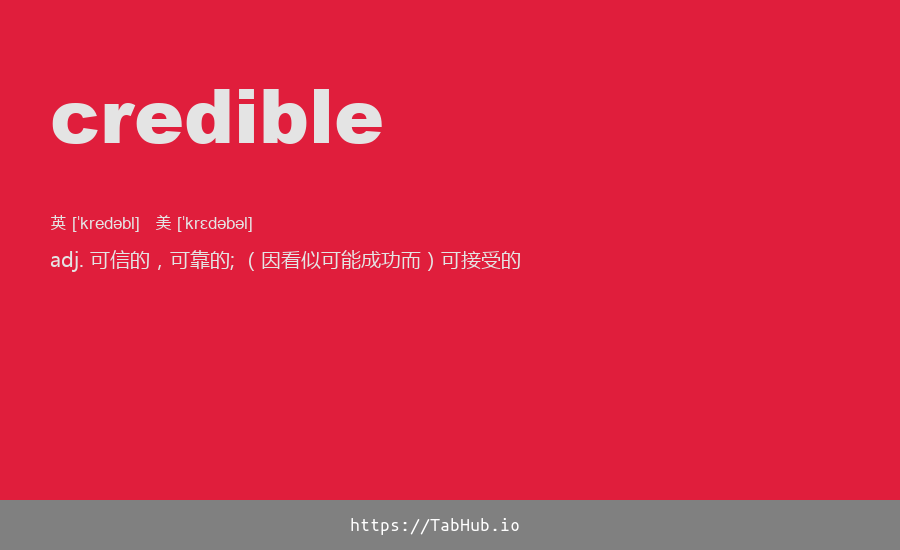 credible
英 [ˈkredəbl] 美 [ˈkrɛdəbəl]
adj. 可信的，可靠的; （因看似可能成功而）可接受的
https://TabHub.io